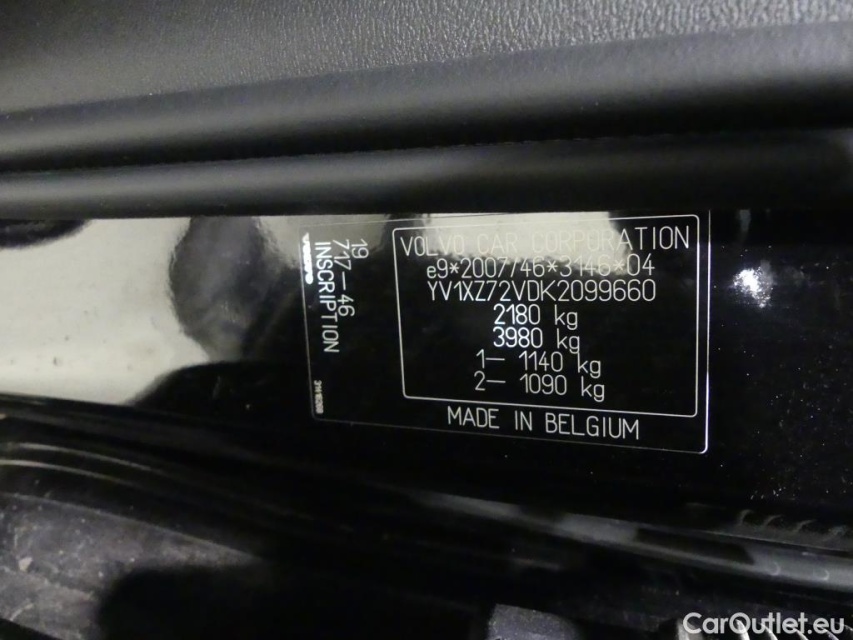 VOLVO CAR CORPORATION
e9*2007/46*3146*04
YV1XZ72VDK2099660
2180 kg
3980 kg
1– 1140 kg
2– 1090 kg
MADE IN BELGIUM
19
717–46
INSCRIPTION
CarOutlet.eu